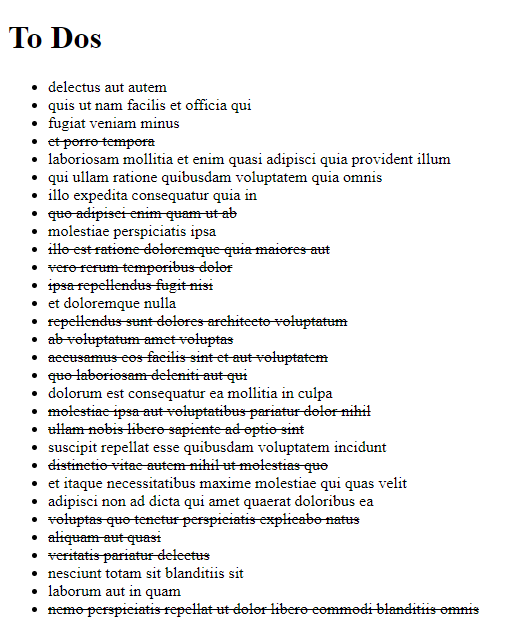 To Dos
delectus aut autem
quis ut nam facilis et officia qui
fugiat veniam minus
et porro tempora
laboriosam mollitia et enim quasi adipisci quia provident illum
qui ullam ratione quibusdam voluptatem quia omnis
illo expedita consequatur quia in
quo adipisci enim quam ut ab
molestiae perspiciatis ipsa
illo est ratione doloremque quia maiores aut
vero rerum temporibus dolor
ipsa repellendus fugit nisi
et doloremque nulla
repellendus sunt dolores architecto voluptatum
ab voluptatum amet voluptas
accusamus eos facilis sint et aut voluptatem
quo laboriosam deleniti aut qui
dolorum est consequatur ea mollitia in culpa
molestiae ipsa aut voluptatibus pariatur dolor nihil
ullam nobis libero sapiente ad optio sint
suscipit repellat esse quibusdam voluptatem incidunt
distinctio vitae autem nihil ut molestias quo
et itaque necessitatibus maxime molestiae qui quas velit
adipisci non ad dicta qui amet quaerat doloribus ea
voluptas quo tenetur perspiciatis explicabo natus
aliquam aut quasi
veritatis pariatur delectus
nesciunt totam sit blanditiis sit
laborum aut in quam
nemo perspiciatis repellat ut dolor libero commodi blanditiis omnis